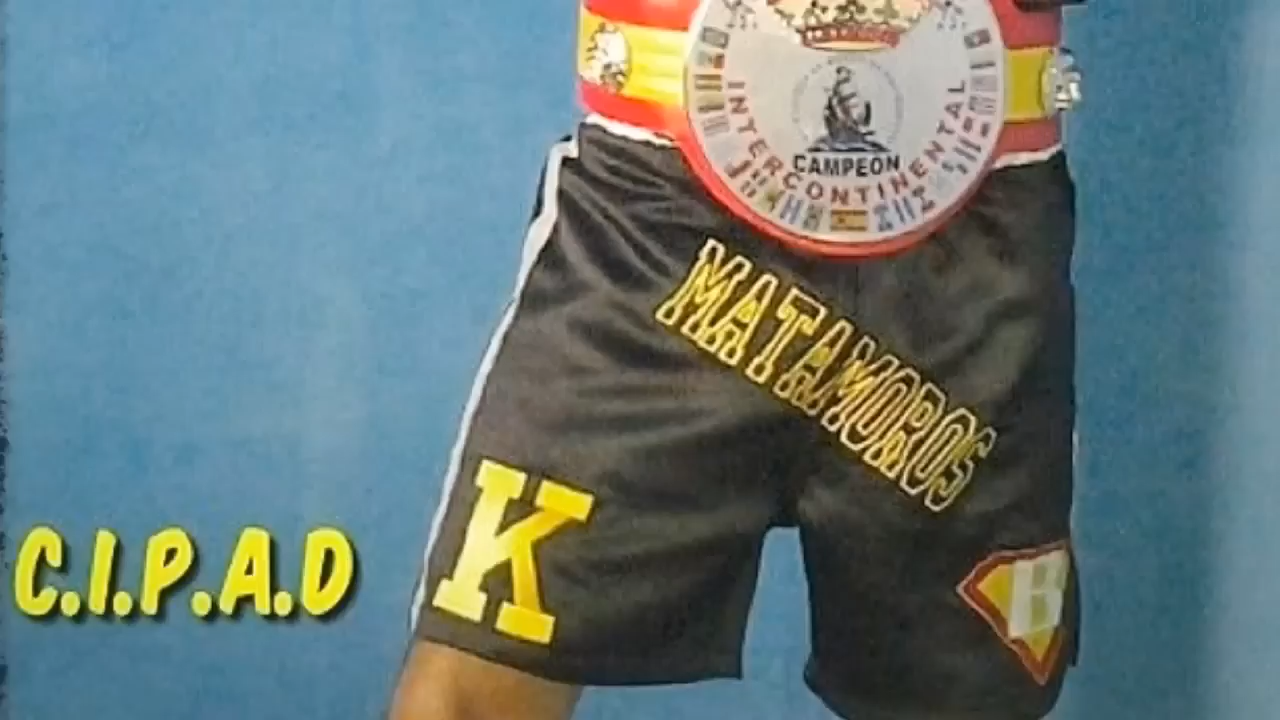 INTERCONTINENTAL
CAMPEON
MATAMOROS
K
B
C.I.P.A.D